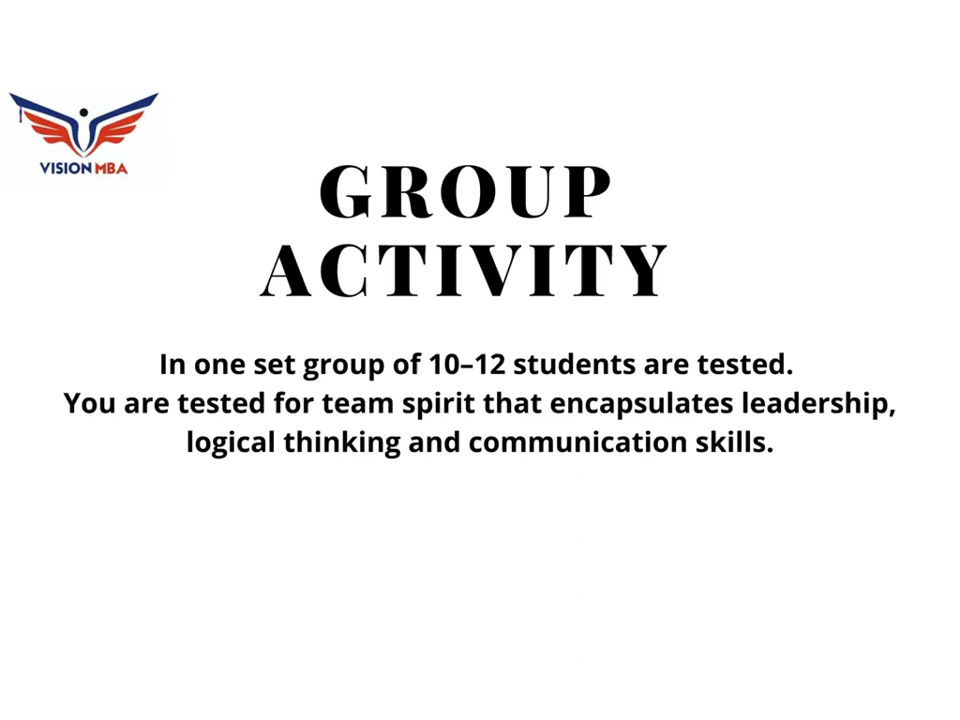 VISION MBA
GROUP
ACTIVITY
In one set group of 10–12 students are tested.
You are tested for team spirit that encapsulates leadership,
logical thinking and communication skills.